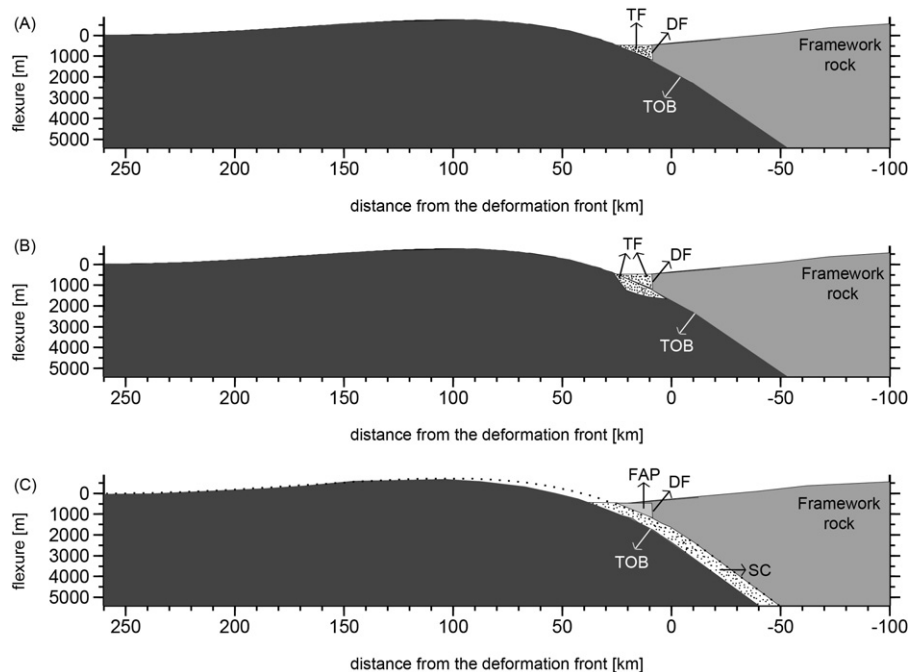 (A)
TF
DF
0
1000
2000
3000
4000
5000
flexure [m]
Framework
rock
TOB
250 200 150 100 50 0 -50 -100
distance from the deformation front [km]
(B)
TF
DF
0
1000
2000
3000
4000
5000
flexure [m]
Framework
rock
TOB
250 200 150 100 50 0 -50 -100
distance from the deformation front [km]
(C)
FAP
DF
0
1000
2000
3000
4000
5000
flexure [m]
Framework
rock
TOB
SC
250 200 150 100 50 0 -50 -100
distance from the deformation front [km]